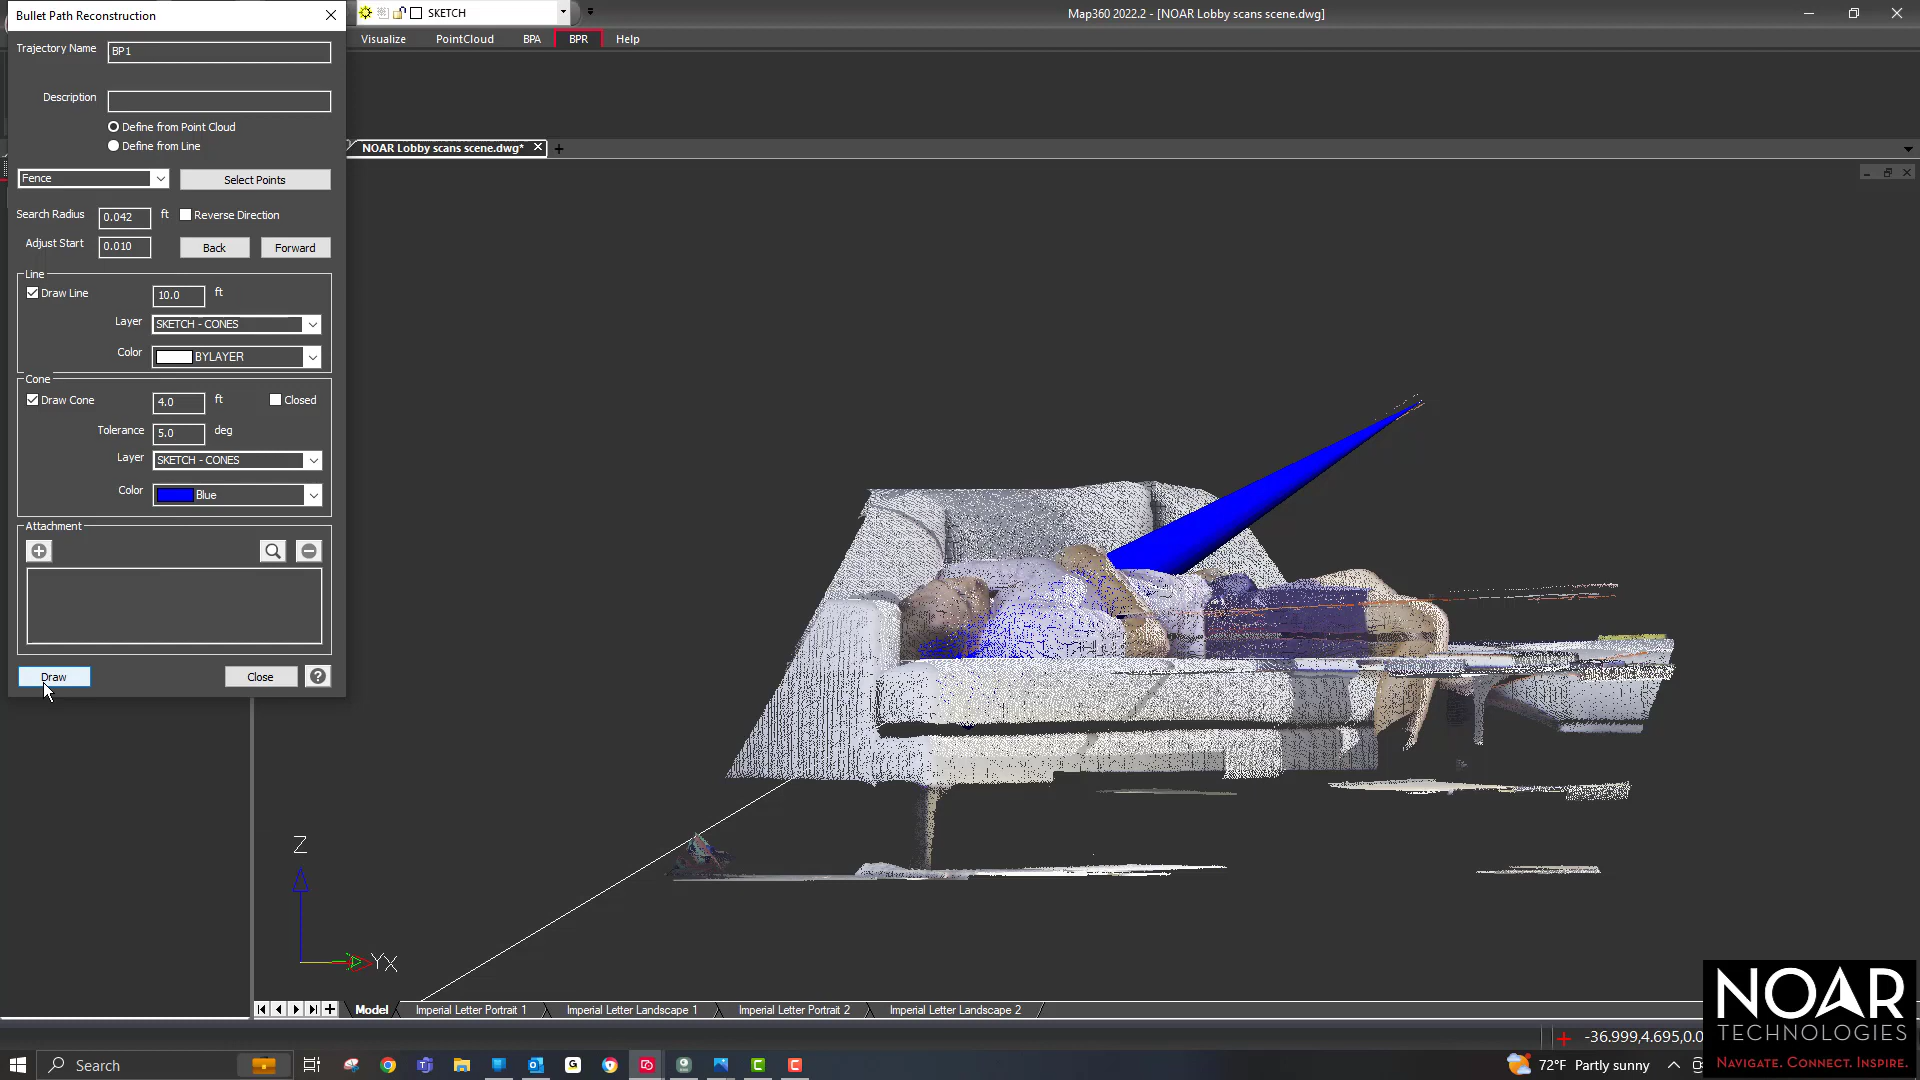 Bullet Path Reconstruction
SKETCH
Map360 2022.2 - [NOAR Lobby scans scene.dwg]
Visualize
PointCloud
BPA
BPR
Help
Trajectory Name
BP1
Description
Define from Point Cloud
Define from Line
NOAR Lobby scans scene.dwg*
Fence
Select Points
Search Radius
0.042
ft
Reverse Direction
Adjust Start
0.010
Back
Forward
Line
Draw Line
10.0
ft
Layer
SKETCH - CONES
Color
BYLAYER
Cone
Draw Cone
4.0
ft
Closed
Tolerance
5.0
deg
Layer
SKETCH - CONES
Color
Blue
Attachment
Draw
Close
Z
YX
Model
Imperial Letter Portrait 1
Imperial Letter Landscape 1
Imperial Letter Portrait 2
Imperial Letter Landscape 2
-36.999,4.695,0.0
NOAR
TECHNOLOGIES
NAVIGATE. CONNECT. INSPIRE.
Search
72°F Partly sunny